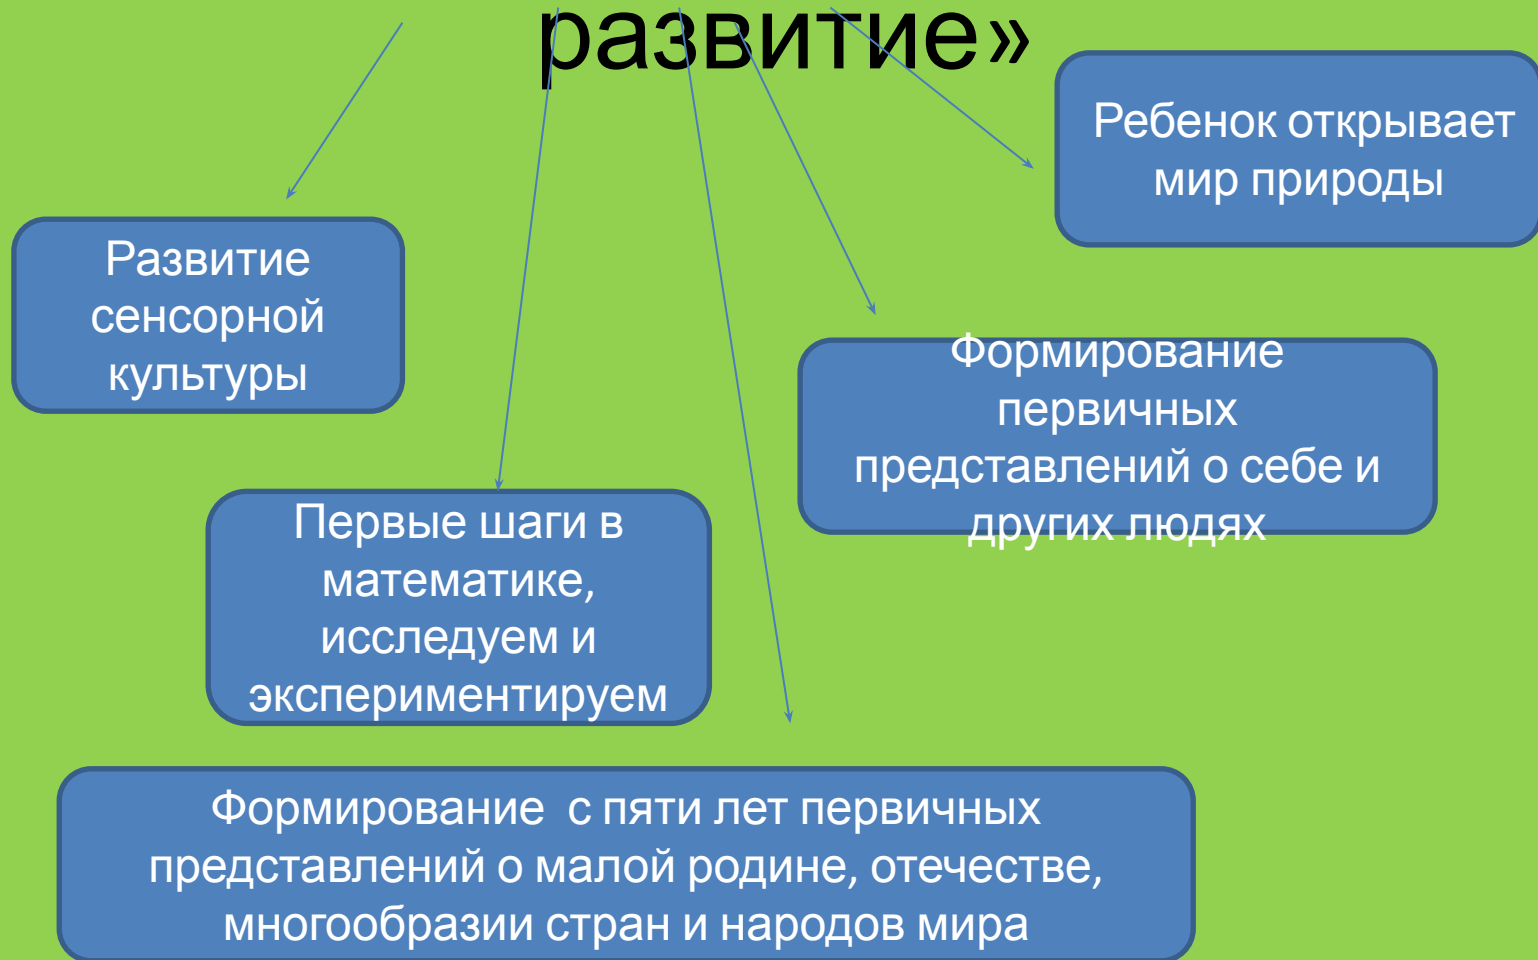 развитие»
Ребенок открывает
мир природы
Развитие
сенсорной
культуры
Формирование
первичных
представлений о себе и
других людях
Первые шаги в
математике,
исследуем и
экспериментируем
Формирование  с пяти лет первичных
представлений о малой родине, отечестве,
многообразии стран и народов мира